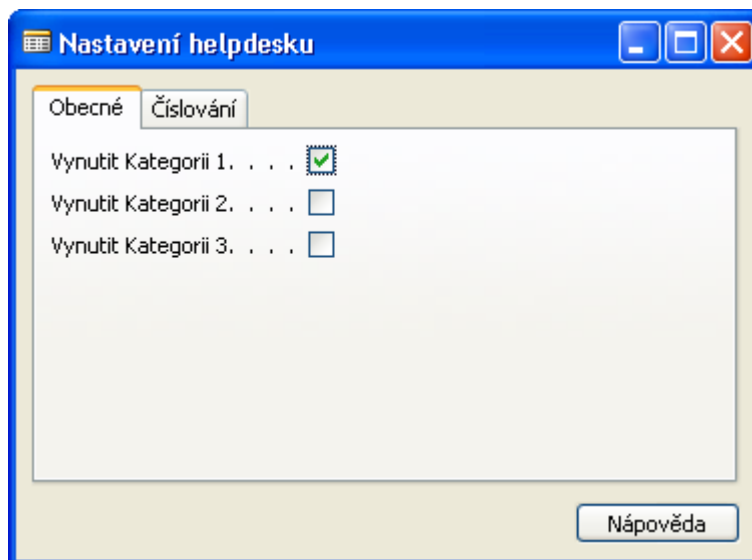 Nastavení helpdesku
Obecné Číslování
Vynutit Kategorii 1. . . .
Vynutit Kategorii 2. . . .
Vynutit Kategorii 3. . . .
Nápověda